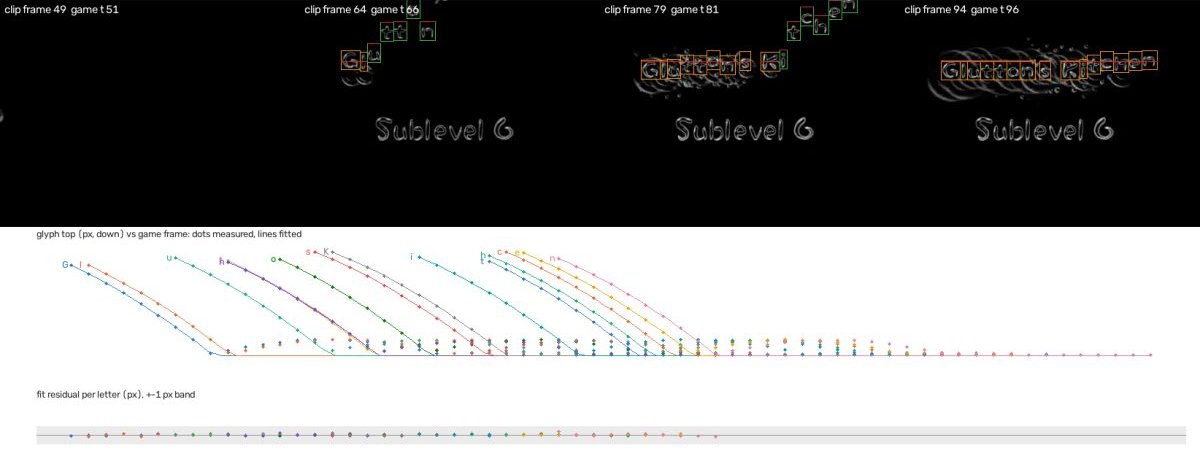 clip frame 49 game t 51
clip frame 64 game t 66
clip frame 79 game t 81
clip frame 94 game t 96
G u t t n
Gluttons Ki t c h e n
Gluttons Kitchen
Sublevel 6
Sublevel 6
Sublevel 6
glyph top (px, down) vs game frame: dots measured, lines fitted
G l u h o s K i h t c e n
fit residual per letter (px), +-1 px band